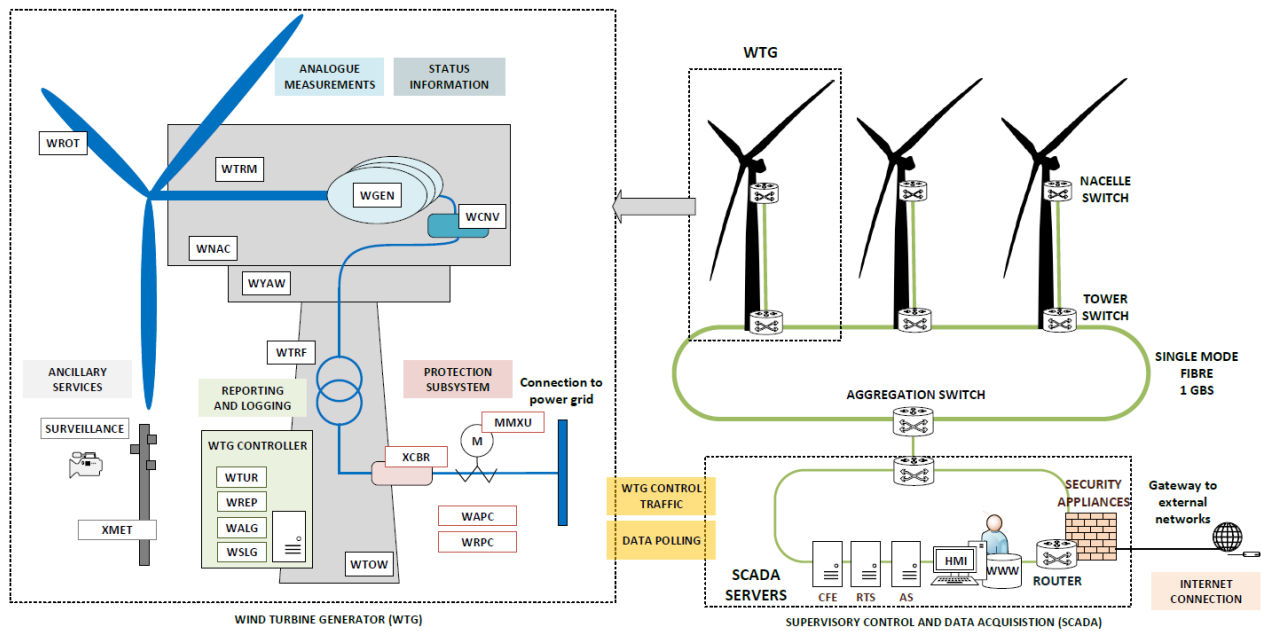 ANALOGUE
MEASUREMENTS
STATUS
INFORMATION
WROT
WTRM
WGEN
WCNV
WNAC
WYAW
WTRF
ANCILLARY
SERVICES
REPORTING
AND LOGGING
PROTECTION
SUBSYSTEM
Connection to
power grid
SURVEILLANCE
MMXU
M
WTG CONTROLLER
XCBR
WTUR
WREP
WALG
WSLG
XMET
WAPC
WRPC
WTOW
WIND TURBINE GENERATOR (WTG)
WTG
NACELLE
SWITCH
TOWER
SWITCH
SINGLE MODE
FIBRE
1 GBS
AGGREGATION SWITCH
WTG CONTROL
TRAFFIC
DATA POLLING
SECURITY
APPLIANCES
Gateway to
external
networks
HMI
WWW
SCADA
SERVERS
CFE
RTS
AS
ROUTER
INTERNET
CONNECTION
SUPERVISORY CONTROL AND DATA ACQUISISTION (SCADA)